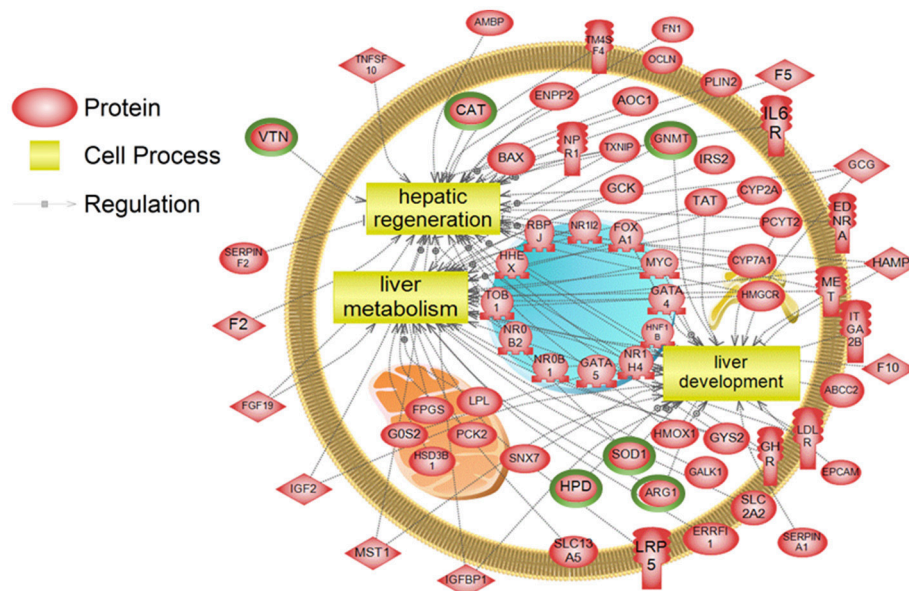 Protein
Cell Process
Regulation
AMBP
FN1
TNFSF
10
TM4S
F4
OCLN
PLIN2
F5
VTN
CAT
ENPP2
AOC1
IL6
R
BAX
NP
R1
TXNIP
GNMT
IRS2
GCG
hepatic
regeneration
GCK
TAT
CYP2A
PCYT2
ED
NR
A
RBP
J
NR1I2
FOX
A1
SERPIN
F2
HHE
X
MYC
CYP7A1
HAMP
liver
metabolism
TOB
1
GATA
4
HMGCR
ME
T
F2
NR0
B2
HNF1
B
IT
GA
2B
NR0B
1
GATA
5
NR1
H4
liver
development
F10
FGF19
FPGS
LPL
ABCC2
G0S2
PCK2
HMOX1
GYS2
GH
R
LDL
R
HSD3B
1
SNX7
SOD1
GALK1
EPCAM
IGF2
HPD
ARG1
SLC
2A2
MST1
SLC13
A5
LRP
5
ERRFI
1
SERPIN
A1
IGFBP1